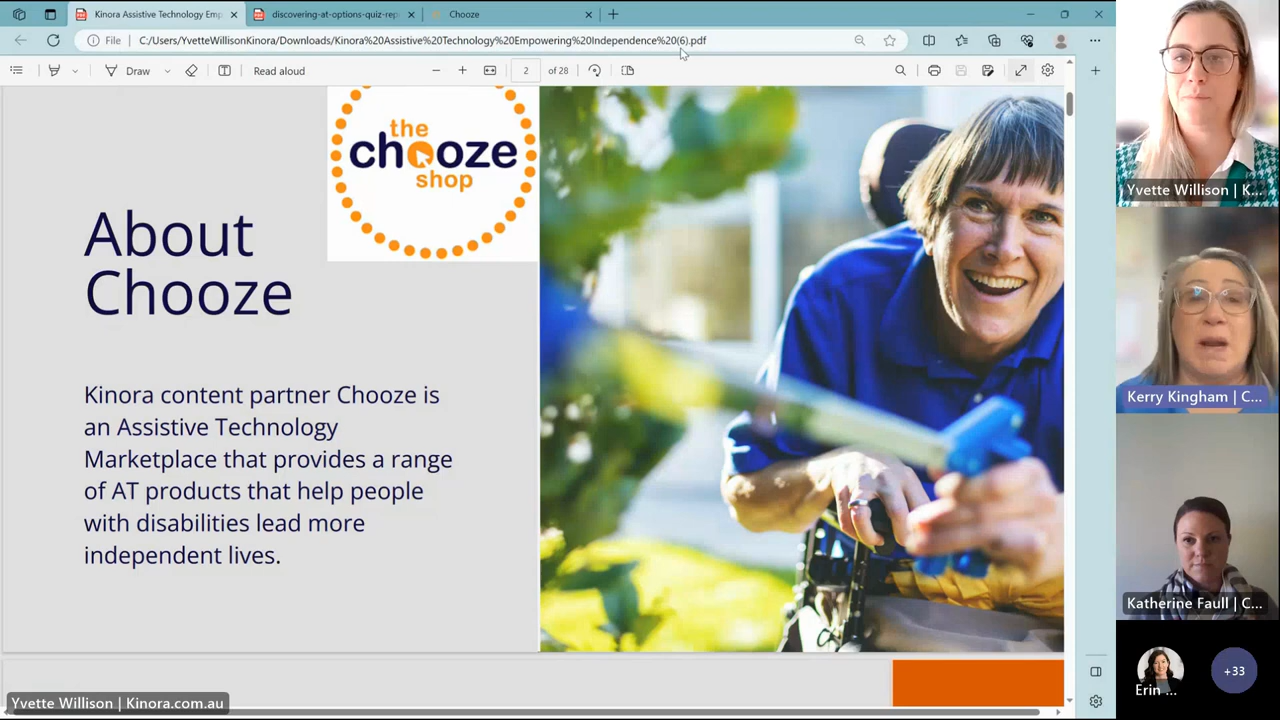 Kinora Assistive Technology Emp
discovering-at-options-quiz-rep
Chooze
File
C:/Users/YvetteWillisonKinora/Downloads/Kinora%20Assistive%20Technology%20Empowering%20Independence%20(6).pdf
Draw
Read aloud
2
of 28
the
chooze
shop
About
Chooze
Kinora content partner Chooze is
an Assistive Technology
Marketplace that provides a range
of AT products that help people
with disabilities lead more
independent lives.
Yvette Willison | Kinora.com.au
Yvette Willison | K...
Kerry Kingham | C...
Katherine Faull | C...
Erin ...
+33